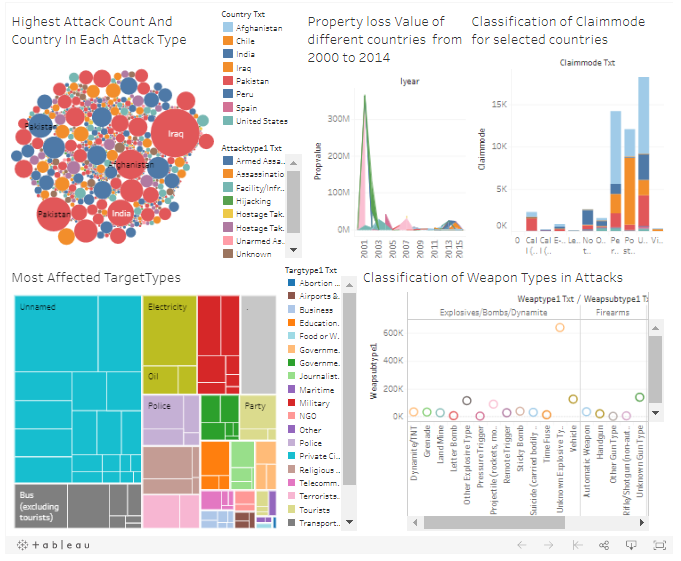 Highest Attack Count And
Country In Each Attack Type
Property loss Value of
different countries from
2000 to 2014
Classification of Claimmode
for selected countries
Country Txt
Afghanistan
Chile
India
Iraq
Pakistan
Peru
Spain
United States
Attacktype1 Txt
Armed Assa..
Assassinatio..
Facility/Infr..
Hijacking
Hostage Tak..
Hostage Tak..
Unarmed As..
Unknown
Pakistan
Iraq
Afghanistan
Pakistan
India
Iyear
Propvalue
300M
200M
100M
0M
2001
2003
2005
2007
2009
2011
2013
2015
Claimmode Txt
Claimmode
15K
10K
5K
0K
0
Cal
l (..
Cal
l (..
E-..
Le..
No
t..
O..
Pe
r..
Po
st..
U..
Vi..
Most Affected TargetTypes
Unnamed
Electricity
Oil
Police
Party
Bus
(excluding
tourists)
Targtype1 Txt
Abortion ..
Airports &..
Business
Education..
Food or W..
Governme..
Governme..
Journalist..
Maritime
Military
NGO
Other
Police
Private Ci..
Religious ..
Telecomm..
Terrorists..
Tourists
Transport..
Classification of Weapon Types in Attacks
Weaptype1 Txt / Weapsubtype1 T
Explosives/Bombs/Dynamite
Firearms
Weapsubtype1
600K
400K
200K
0K
Dynamite/TNT
Grenade
Land Mine
Letter Bomb
Other Explosive Type
Pressure Trigger
Projectile (rockets, mo..
Remote Trigger
Sticky Bomb
Suicide (carried bodily ..
Time Fuse
Unknown Explosive Ty..
Vehicle
Automatic Weapon
Handgun
Other Gun Type
Rifle/Shotgun (non-aut..
Unknown Gun Type
+ableau